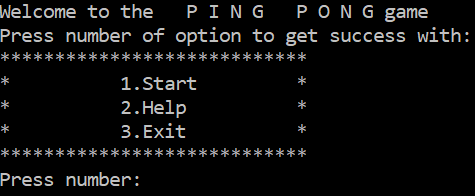 Welcome to the   P I N G   P O N G game
Press number of option to get success with:
****************************
*          1.Start         *
*          2.Help          *
*          3.Exit          *
****************************
Press number: